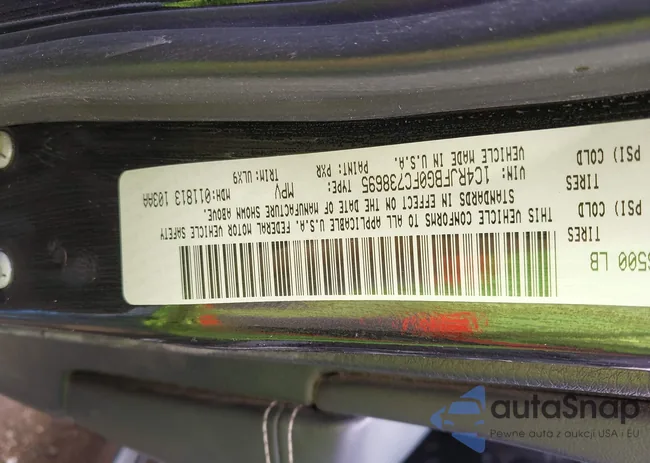 6500 LB
TIRES
PSI) COLD
TIRES
PSI) COLD
THIS VEHICLE CONFORMS TO ALL APPLICABLE U.S.A. FEDERAL MOTOR VEHICLE SAFETY
STANDARDS IN EFFECT ON THE DATE OF MANUFACTURE SHOWN ABOVE.
VIN: 1C4RJFBG0FC738695 TYPE: MPV MDH:011813 103AA
VEHICLE MADE IN U.S.A. PAINT: PXR TRIM: ULX9
autaSnap
Pewne auta z aukcji USA i EU